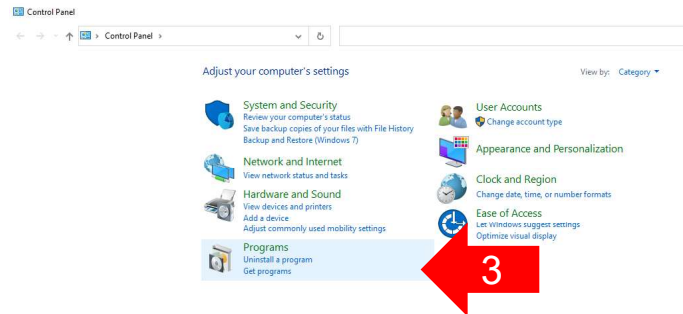 Control Panel
Control Panel
Adjust your computer's settings
View by: Category
System and Security
Review your computer's status
Save backup copies of your files with File History
Backup and Restore (Windows 7)
Network and Internet
View network status and tasks
Hardware and Sound
View devices and printers
Add a device
Adjust commonly used mobility settings
Programs
Uninstall a program
Get programs
User Accounts
Change account type
Appearance and Personalization
Clock and Region
Change date, time, or number formats
Ease of Access
Let Windows suggest settings
Optimize visual display
3